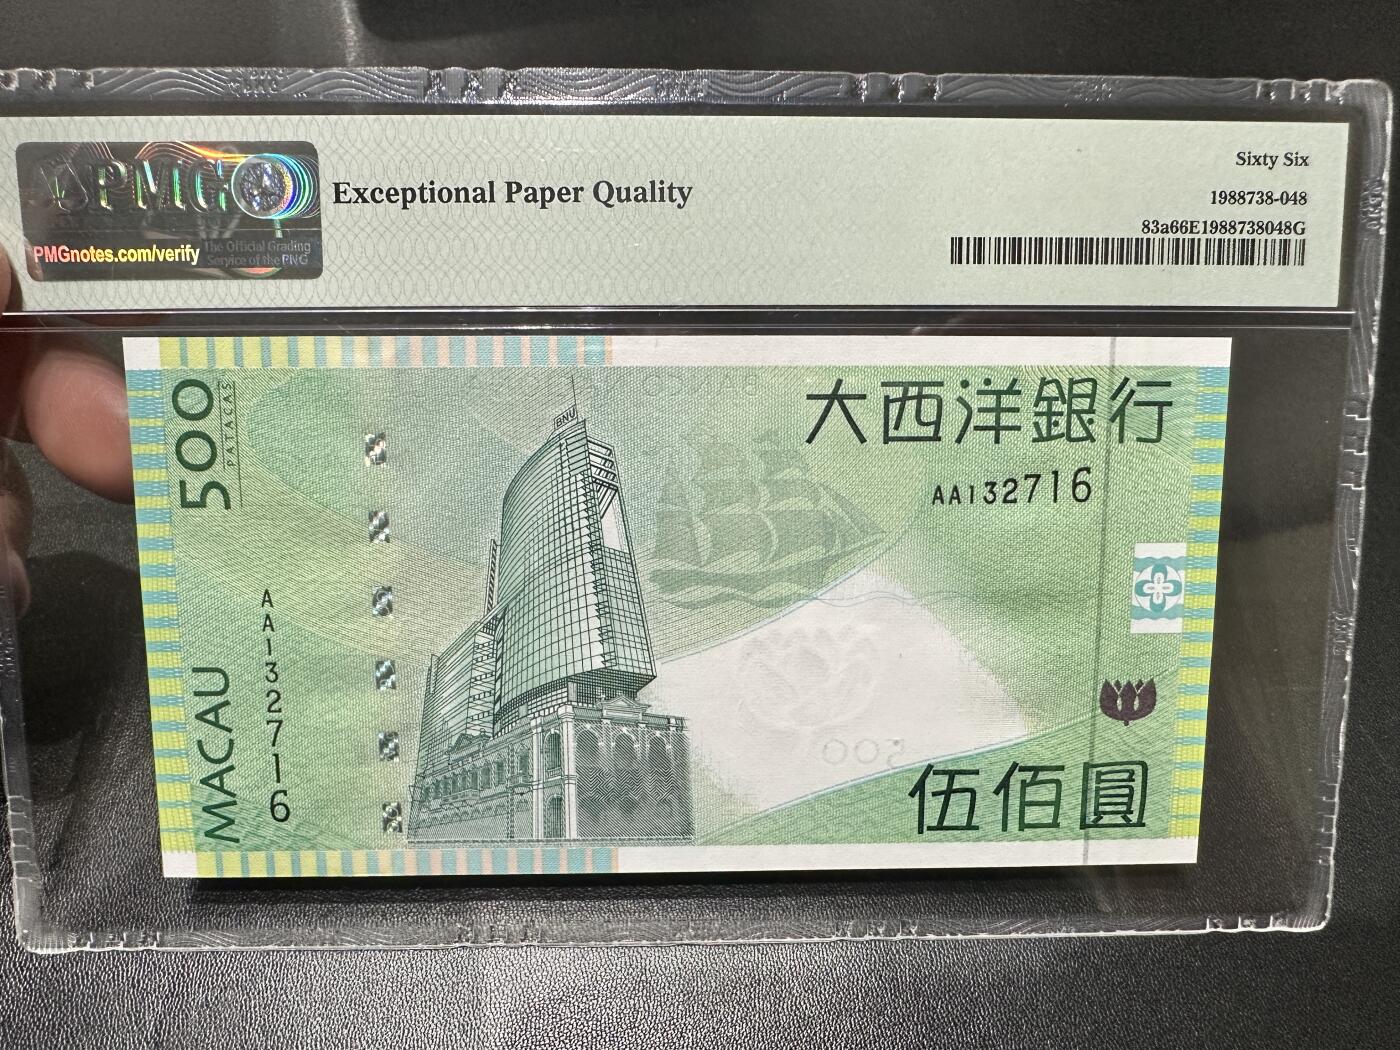 PMG
Exceptional Paper Quality
PMGnotes.com/verify
The Official Grading
Service of the PNG
Sixty Six
1988738-048
83a66E1988738048G
500
PATACAS
BNU
大西洋銀行
AA132716
AA132716
MACAU
500
伍佰圓